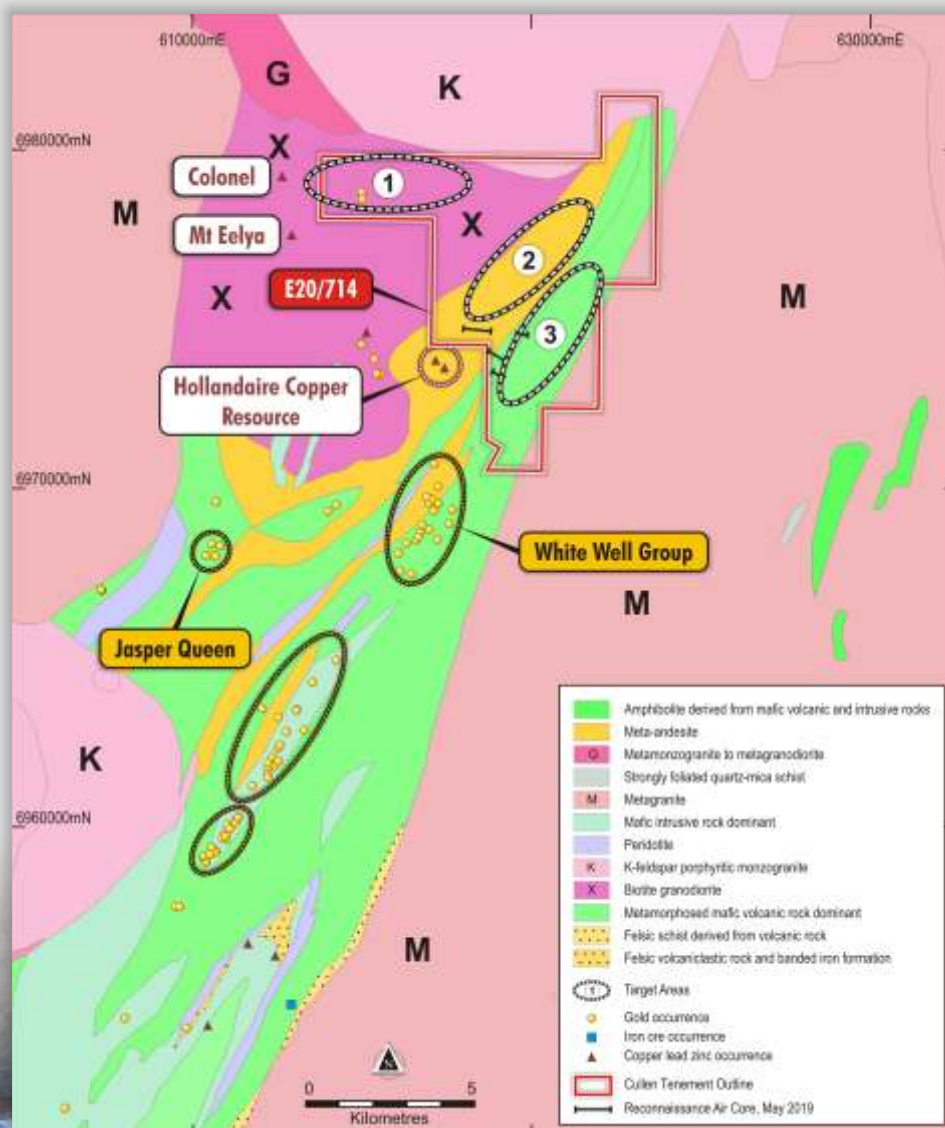 610000mE
630000mE
G
K
6980000mN
X
Colonel
1
M
Mt Eelya
X
2
X
E20/714
M
3
Hollandaire Copper
Resource
6970000mN
White Well Group
M
Jasper Queen
K
6960000mN
M
Amphibolite derived from mafic volcanic and intrusive rocks
Meta-andesite
G Metamonzogranite to metagranodiorite
Strongly foliated quartz-mica schist
M Metagranite
Mafic intrusive rock dominant
Peridotite
K K-feldspar porphyritic monzogranite
X Biotite granodiorite
Metamorphosed mafic volcanic rock dominant
Felsic schist derived from volcanic rock
Felsic volcaniclastic rock and banded iron formation
1 Target Areas
Gold occurrence
Iron ore occurrence
Copper lead zinc occurrence
Cullen Tenement Outline
Reconnaissance Air Core, May 2019
0 5
Kilometres